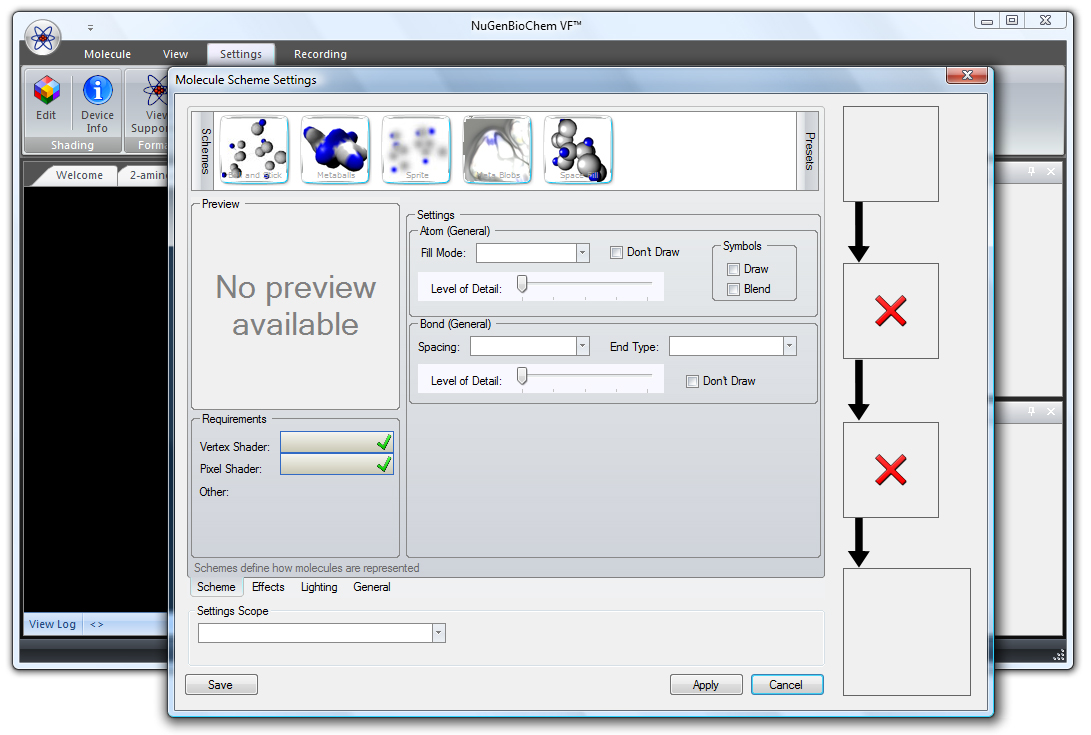 NuGenBioChem VF™
Molecule View Settings Recording
Edit
Device Info
View
Suppor
Shading
Forma
Welcome
2-amino
View Log <>
Molecule Scheme Settings
Schemes
Ball and Stick
Metaballs
Sprite
Meta Blobs
Space Fill
Presets
Preview
No preview
available
Requirements
Vertex Shader:
Pixel Shader:
Other:
Settings
Atom (General)
Fill Mode:
Don't Draw
Symbols
Draw
Blend
Level of Detail:
Bond (General)
Spacing:
End Type:
Level of Detail:
Don't Draw
Schemes define how molecules are represented
Scheme Effects Lighting General
Settings Scope
Save
Apply
Cancel